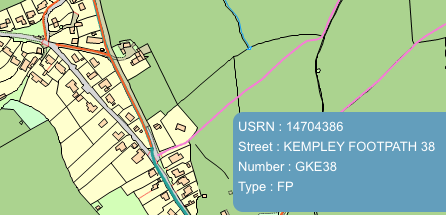 USRN : 14704386
Street : KEMPLEY FOOTPATH 38
Number : GKE38
Type : FP